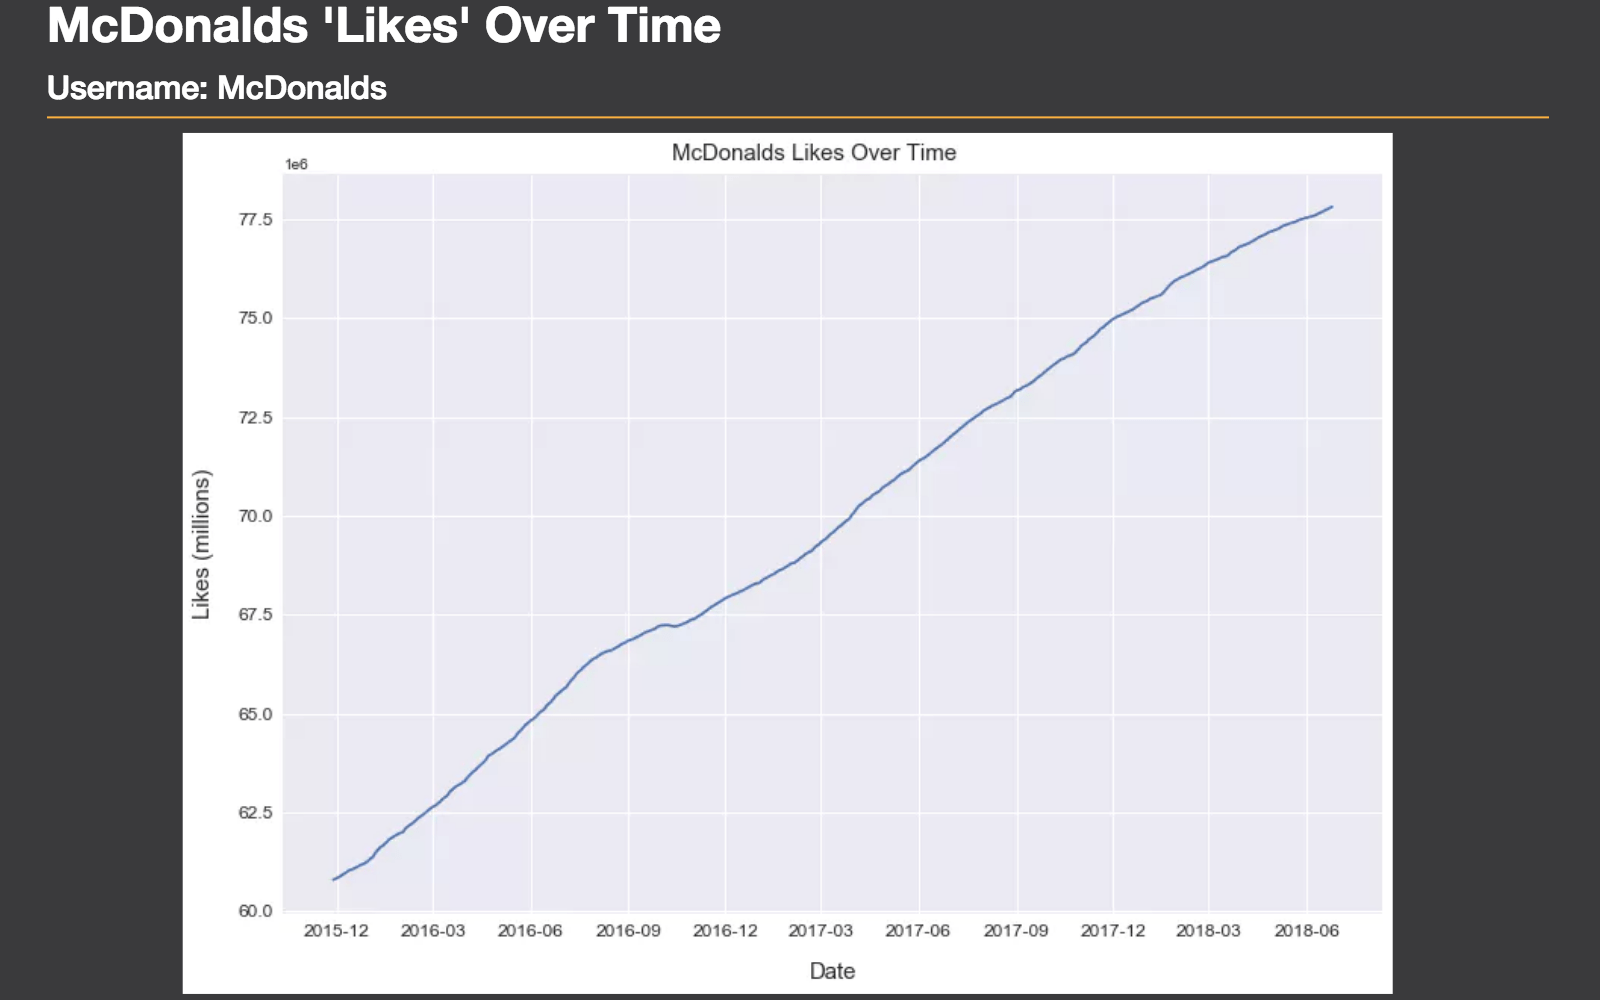 McDonalds 'Likes' Over Time
Username: McDonalds
McDonalds Likes Over Time
1e6
77.5
75.0
72.5
70.0
67.5
65.0
62.5
60.0
Likes (millions)
2015-12 2016-03 2016-06 2016-09 2016-12 2017-03 2017-06 2017-09 2017-12 2018-03 2018-06
Date